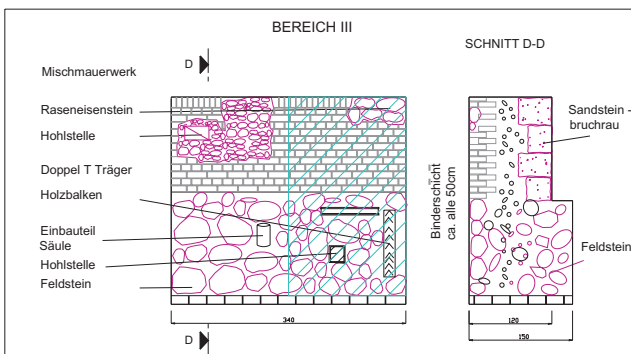 BEREICH III
D
SCHNITT D-D
Mischmauerwerk
Raseneisenstein
Hohlstelle
Doppel T Träger
Holzbalken
Einbauteil
Säule
Hohlstelle
Feldstein
Binderschicht
ca. alle 50cm
Sandstein -
bruchrau
Feldstein
340
120
150
D